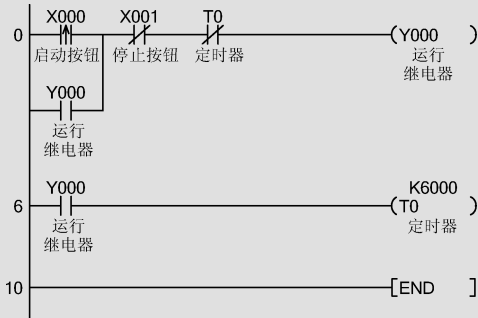 X000 X001 T0
0 Y000
启动按钮 停止按钮 定时器 运行
继电器
Y000
运行
继电器
Y000 K6000
6 T0
运行 定时器
继电器
10 END